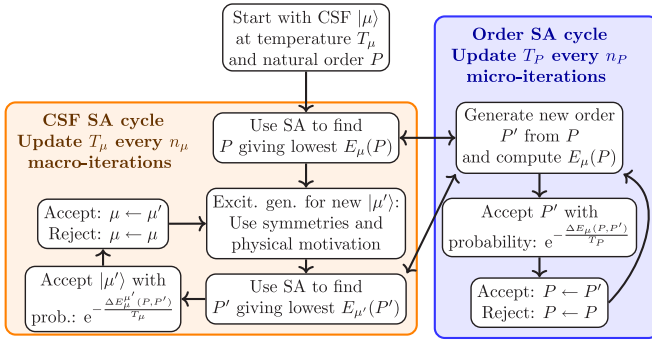 Start with CSF |μ⟩
at temperature T_μ
and natural order P
CSF SA cycle
Update T_μ every n_μ
macro-iterations
Use SA to find
P giving lowest E_μ(P)
Excit. gen. for new |μ′⟩:
Use symmetries and
physical motivation
Use SA to find
P′ giving lowest E_μ′(P′)
Accept |μ′⟩ with
prob.: e^{−ΔE_μ^μ′(P,P′)/T_μ}
Accept: μ ← μ′
Reject: μ ← μ
Order SA cycle
Update T_P every n_P
micro-iterations
Generate new order
P′ from P
and compute E_μ(P)
Accept P′ with
probability: e^{−ΔE_μ(P,P′)/T_P}
Accept: P ← P′
Reject: P ← P